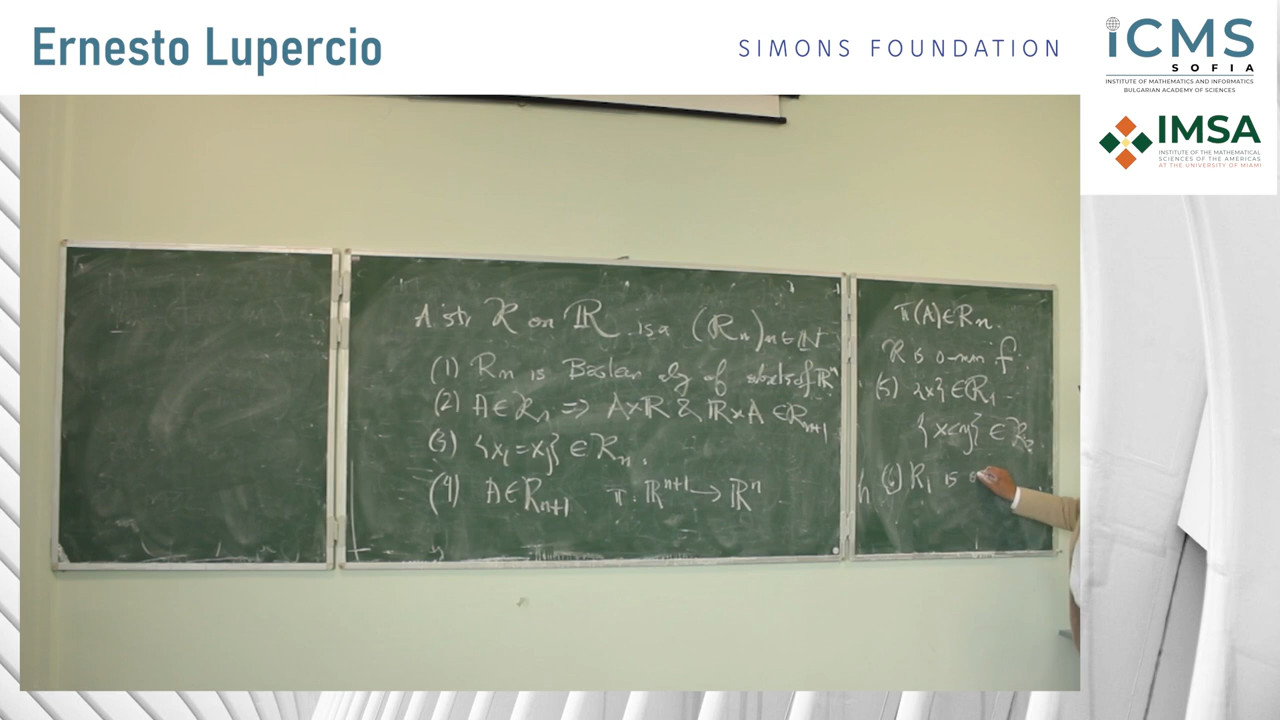 Ernesto Lupercio
SIMONS FOUNDATION
iCMS
SOFIA
INSTITUTE OF MATHEMATICS AND INFORMATICS
BULGARIAN ACADEMY OF SCIENCES
IMSA
INSTITUTE OF THE MATHEMATICAL
SCIENCES OF THE AMERICAS
AT THE UNIVERSITY OF MIAMI
A str R on ℝ is a (Rₙ)ₙ∈ℕ
(1) Rₙ is Boolean alg of subsets of ℝⁿ
(2) A∈Rₙ ⇒ A×ℝ & ℝ×A ∈ Rₙ₊₁
(3) {xᵢ=xⱼ} ∈ Rₙ.
(4) A∈Rₙ₊₁ π: ℝⁿ⁺¹→ℝⁿ
π(A)∈Rₙ.
R is o-min if
(5) {x}∈R₁
{x<y} ∈ R₂.
(6) R₁ is